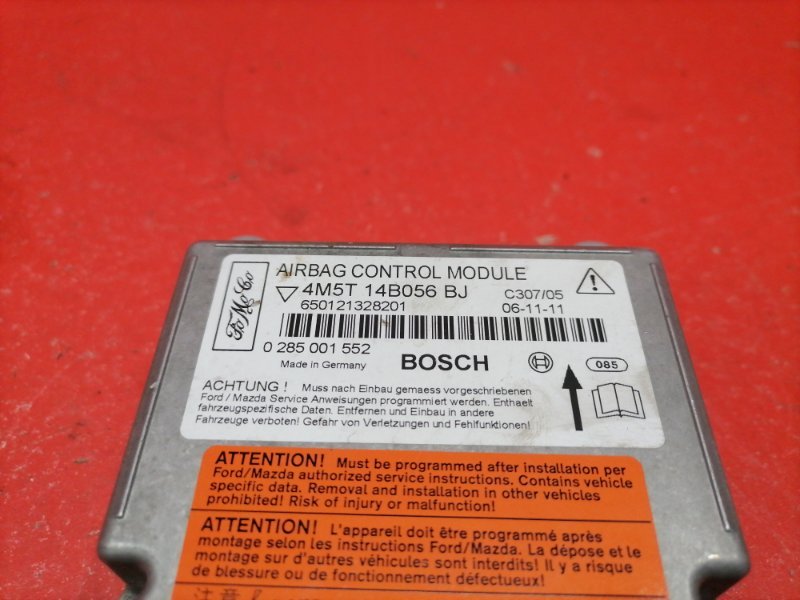 AIRBAG CONTROL MODULE
FoMoCo
4M5T 14B056 BJ C307/05
650121328201 06-11-11
0 285 001 552 BOSCH 085
Made in Germany
ACHTUNG ! Muss nach Einbau gemaess vorgeschriebenen
Ford / Mazda Service Anweisungen programmiert werden. Enthaelt
fahrzeugspezifische Daten. Entfernen und Einbau in andere
Fahrzeuge verboten! Gefahr von Verletzungen und Fehlfunktionen!
ATTENTION! Must be programmed after installation per
Ford/Mazda authorized service instructions. Contains vehicle
specific data. Removal and installation in other vehicles
prohibited! Risk of injury or malfunction!
ATTENTION! L'appareil doit être programmé après
montage selon les instructions Ford/Mazda. La dépose et le
montage sur d'autres véhicules sont interdits! Il y a risque
de blessure ou de fonctionnement défectueux!
注意